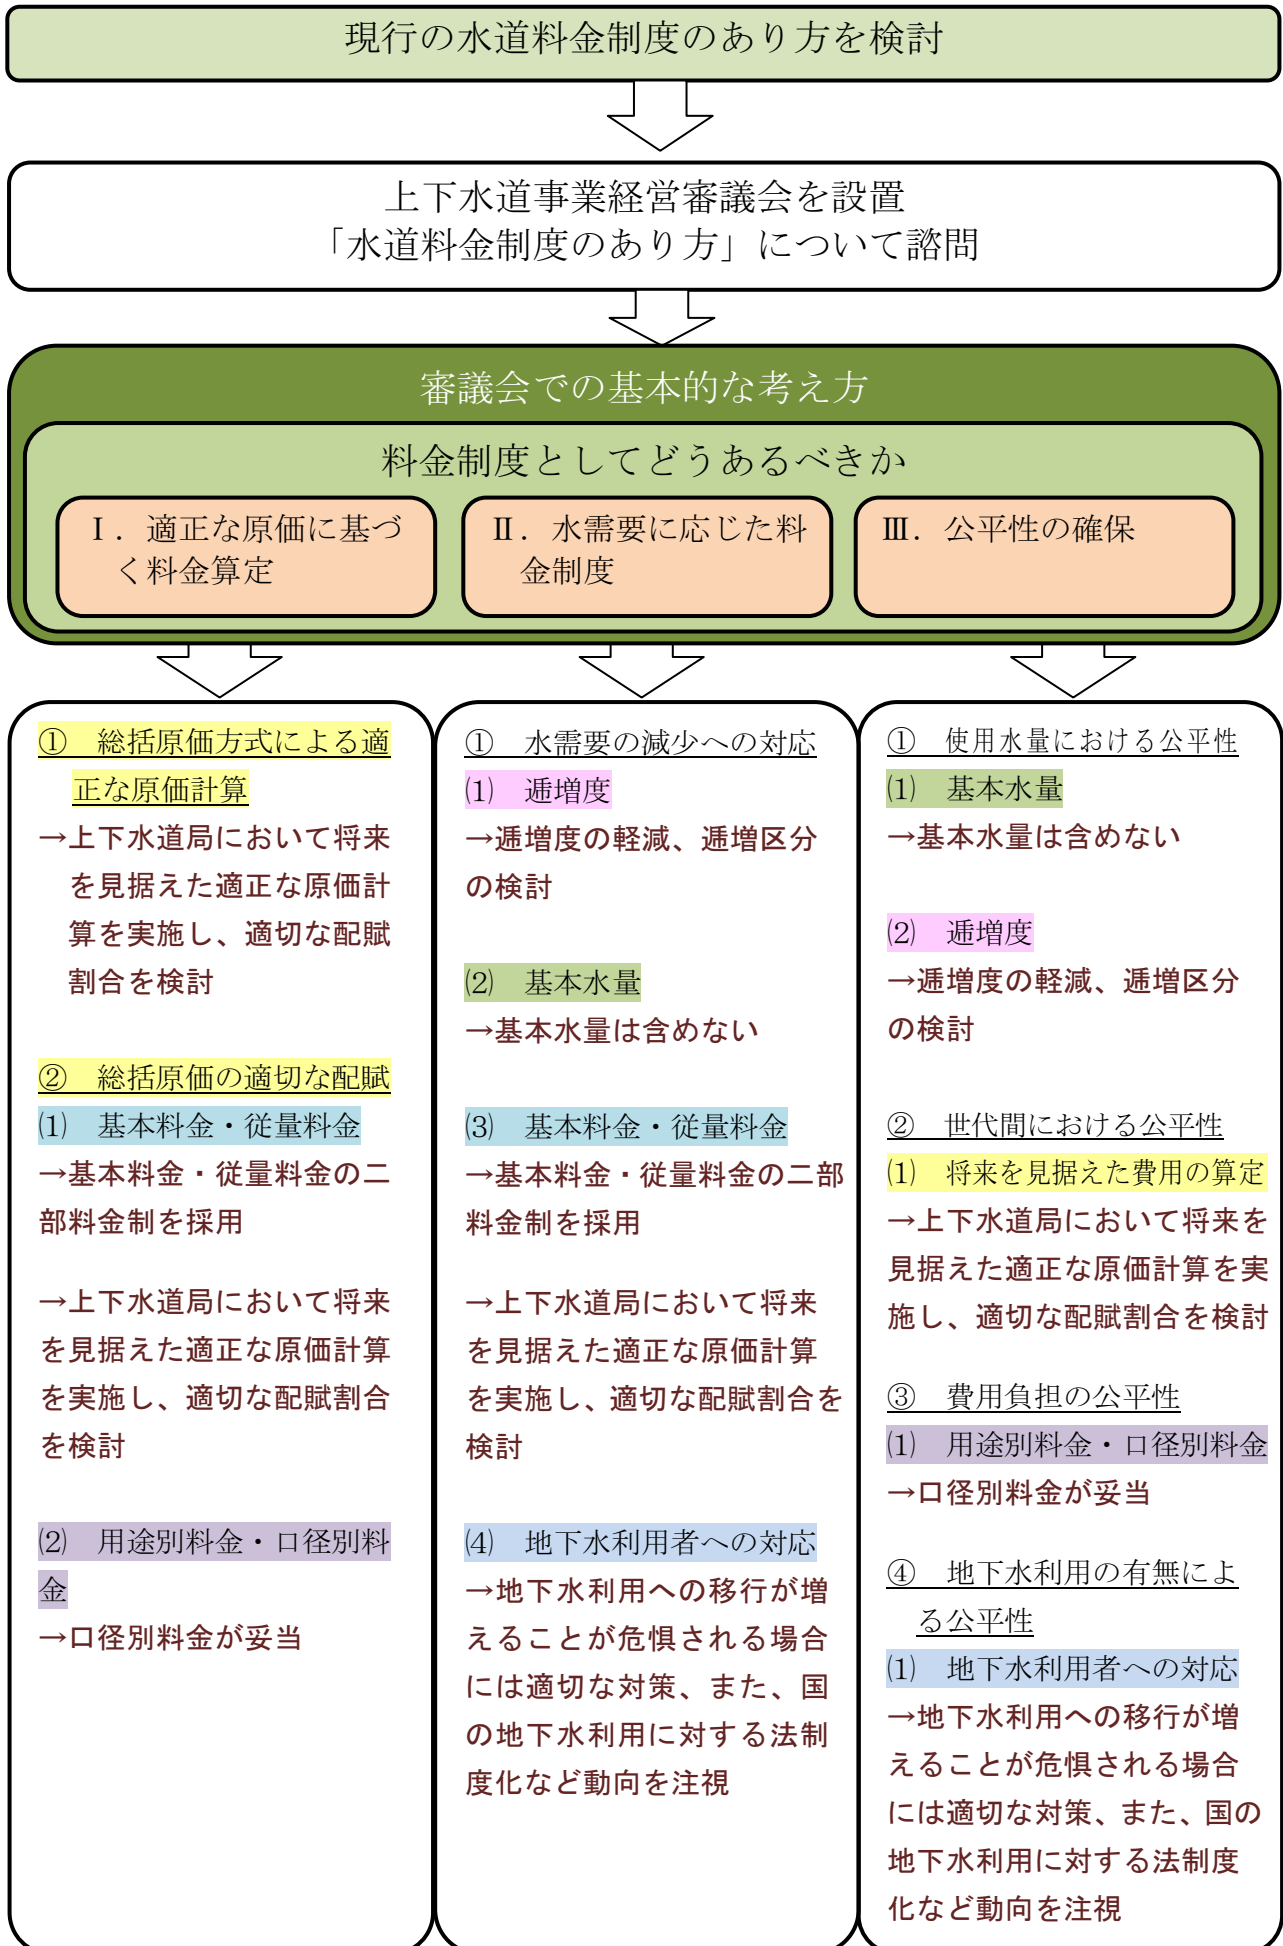 現行の水道料金制度のあり方を検討
上下水道事業経営審議会を設置
「水道料金制度のあり方」について諮問
審議会での基本的な考え方
料金制度としてどうあるべきか
Ⅰ．適正な原価に基づ
く料金算定
Ⅱ．水需要に応じた料
金制度
Ⅲ．公平性の確保
①　総括原価方式による適
正な原価計算
→上下水道局において将来
を見据えた適正な原価計
算を実施し、適切な配賦
割合を検討
②　総括原価の適切な配賦
⑴　基本料金・従量料金
→基本料金・従量料金の二
部料金制を採用
→上下水道局において将来
を見据えた適正な原価計算
を実施し、適切な配賦割合
を検討
⑵　用途別料金・口径別料
金
→口径別料金が妥当
①　水需要の減少への対応
⑴　逓増度
→逓増度の軽減、逓増区分
の検討
⑵　基本水量
→基本水量は含めない
⑶　基本料金・従量料金
→基本料金・従量料金の二部
料金制を採用
→上下水道局において将来
を見据えた適正な原価計算
を実施し、適切な配賦割合を
検討
⑷　地下水利用者への対応
→地下水利用への移行が増
えることが危惧される場合
には適切な対策、また、国
の地下水利用に対する法制
度化など動向を注視
①　使用水量における公平性
⑴　基本水量
→基本水量は含めない
⑵　逓増度
→逓増度の軽減、逓増区分
の検討
②　世代間における公平性
⑴　将来を見据えた費用の算定
→上下水道局において将来を
見据えた適正な原価計算を実
施し、適切な配賦割合を検討
③　費用負担の公平性
⑴　用途別料金・口径別料金
→口径別料金が妥当
④　地下水利用の有無によ
る公平性
⑴　地下水利用者への対応
→地下水利用への移行が増
えることが危惧される場合
には適切な対策、また、国の
地下水利用に対する法制度
化など動向を注視